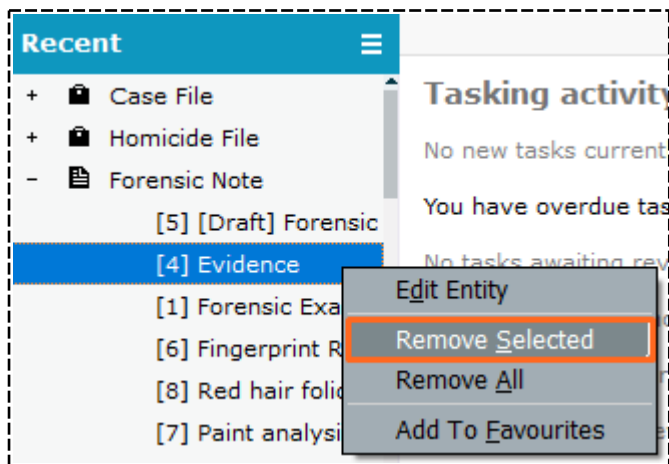 Recent
+ Case File
+ Homicide File
- Forensic Note
[5] [Draft] Forensic
[4] Evidence
[1] Forensic Exa
[6] Fingerprint R
[8] Red hair folic
[7] Paint analysi
Tasking activity
No new tasks current
You have overdue tas
No tasks awaiting rev
Edit Entity
Remove Selected
Remove All
Add To Favourites